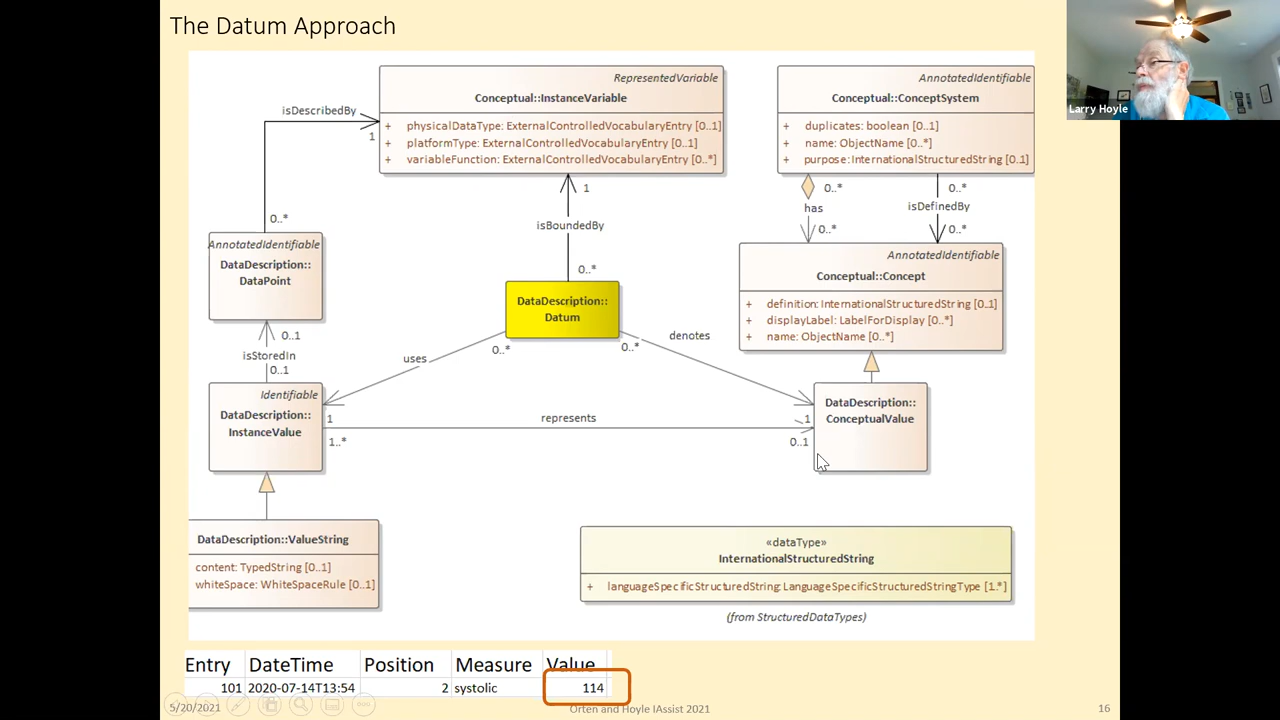 The Datum Approach
Larry Hoyle
RepresentedVariable
Conceptual::InstanceVariable
+ physicalDataType: ExternalControlledVocabularyEntry [0..1]
+ platformType: ExternalControlledVocabularyEntry [0..1]
+ variableFunction: ExternalControlledVocabularyEntry [0..*]
AnnotatedIdentifiable
Conceptual::ConceptSystem
+ duplicates: boolean [0..1]
+ name: ObjectName [0..*]
+ purpose: InternationalStructuredString [0..1]
isDescribedBy
1
0..*
1
isBoundedBy
0..*
0..*
has
0..*
0..*
isDefinedBy
0..*
AnnotatedIdentifiable
DataDescription::
DataPoint
DataDescription::
Datum
AnnotatedIdentifiable
Conceptual::Concept
+ definition: InternationalStructuredString [0..1]
+ displayLabel: LabelForDisplay [0..*]
+ name: ObjectName [0..*]
0..1
isStoredIn
0..1
uses
0..*
0..*
denotes
Identifiable
DataDescription::
InstanceValue
1
1..*
represents
1
0..1
DataDescription::
ConceptualValue
DataDescription::ValueString
content: TypedString [0..1]
whiteSpace: WhiteSpaceRule [0..1]
«dataType»
InternationalStructuredString
+ languageSpecificStructuredString: LanguageSpecificStructuredStringType [1..*]
(from StructuredDataTypes)
Entry DateTime Position Measure Value
101 2020-07-14T13:54 2 systolic 114
5/20/2021
Orten and Hoyle IAssist 2021
16